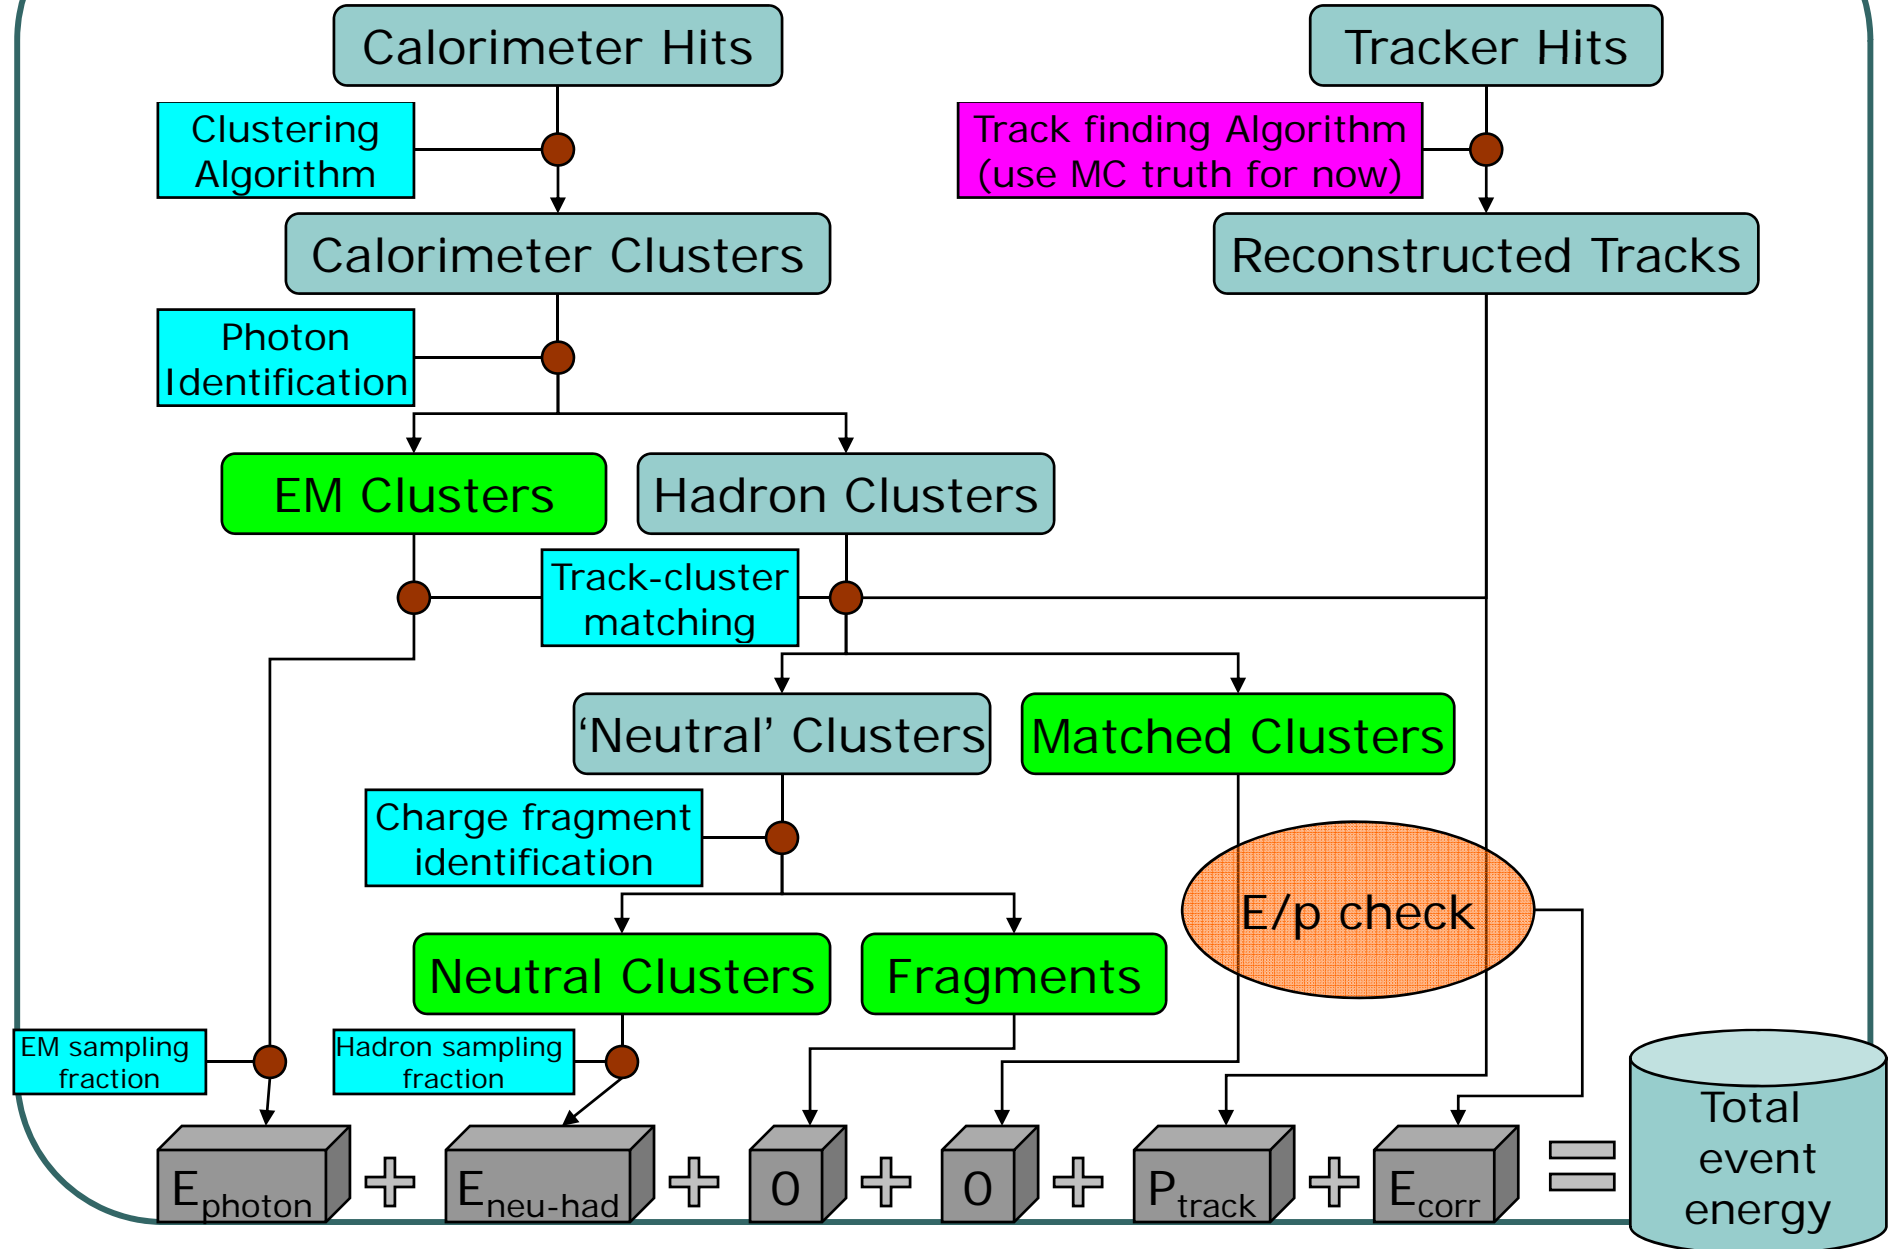 Calorimeter Hits
Tracker Hits
Clustering
Algorithm
Track finding Algorithm
(use MC truth for now)
Calorimeter Clusters
Reconstructed Tracks
Photon
Identification
EM Clusters
Hadron Clusters
Track-cluster
matching
‘Neutral’ Clusters
Matched Clusters
Charge fragment
identification
E/p check
Neutral Clusters
Fragments
EM sampling
fraction
Hadron sampling
fraction
Total
event
energy
Ephoton + Eneu-had + 0 + 0 + Ptrack + Ecorr =